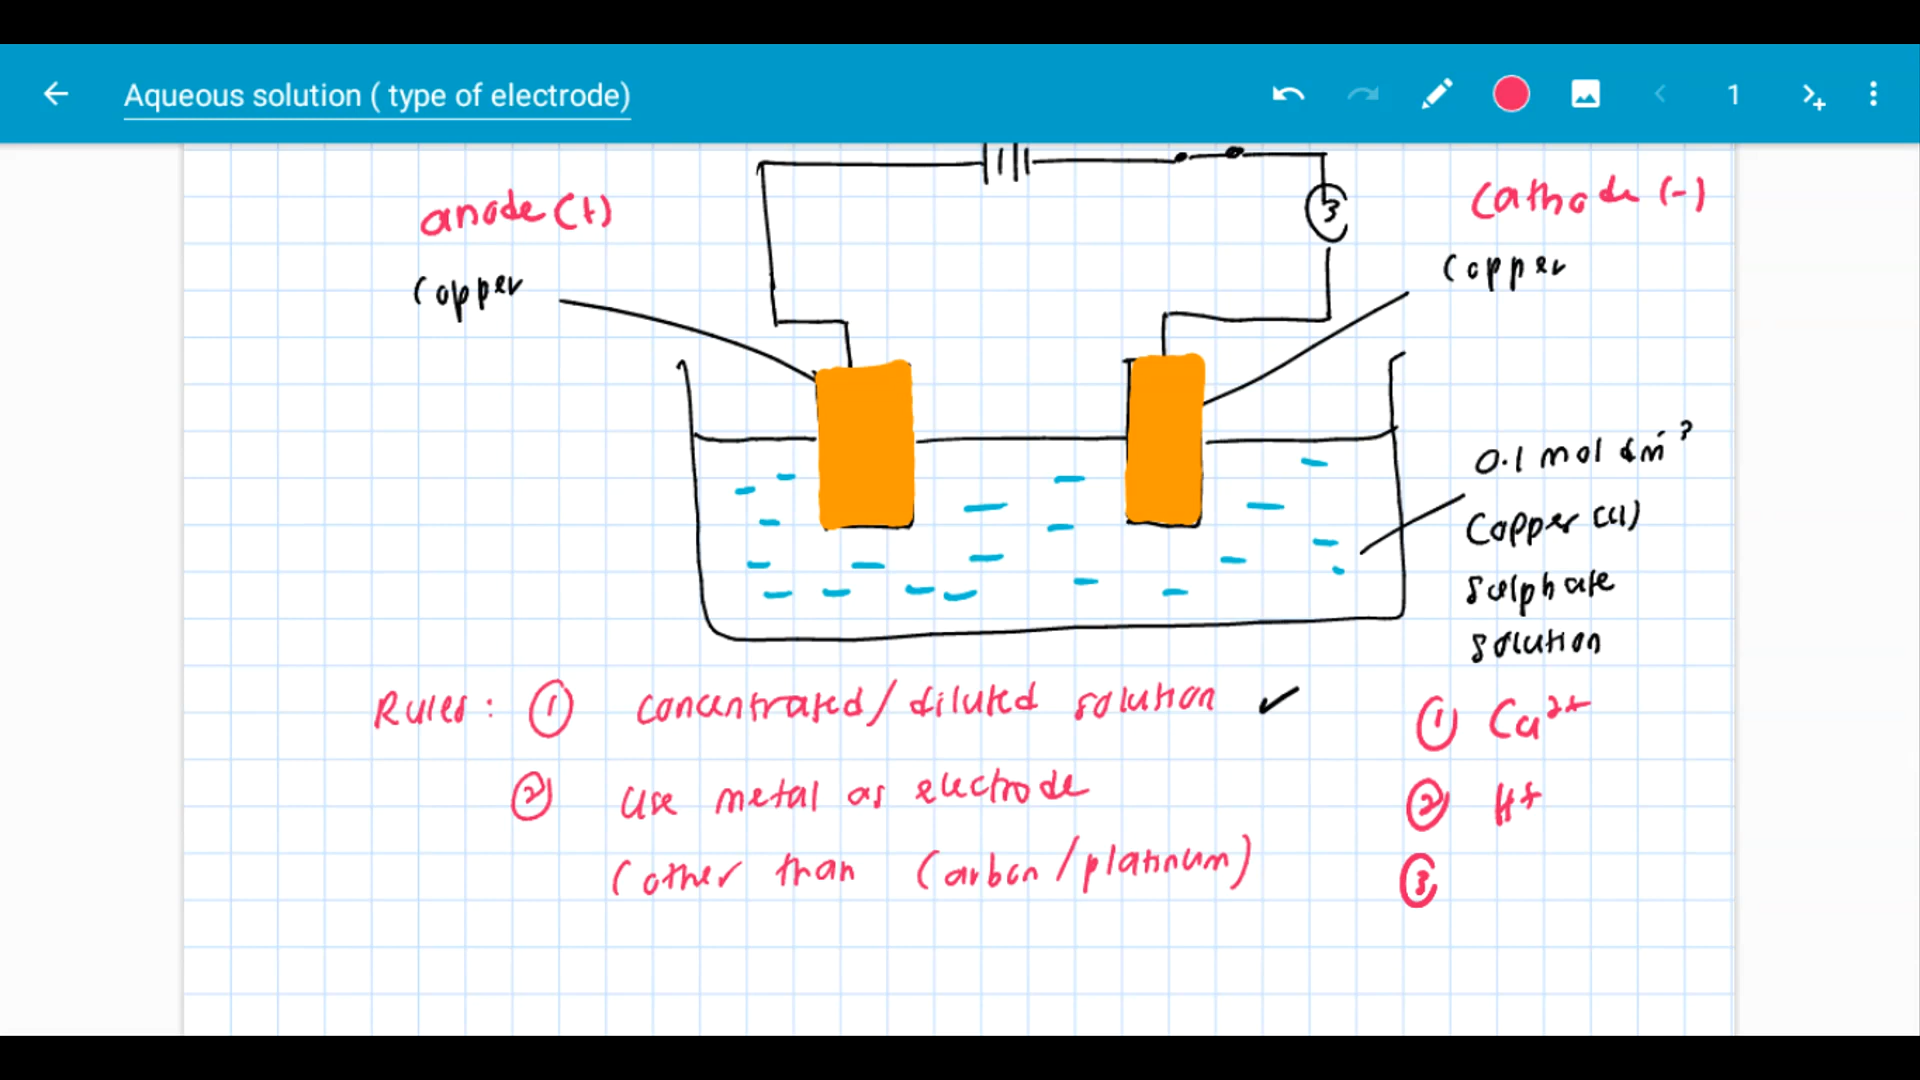 Aqueous solution ( type of electrode)
1
anode (+)
Cathode (-)
3
Copper
Copper
0.1 mol dm⁻³
Copper (II)
sulphate
solution
Rules: ① concentrated/diluted solution ✓
② use metal as electrode
(other than carbon/platinum)
① Cu²⁺
② H⁺
③